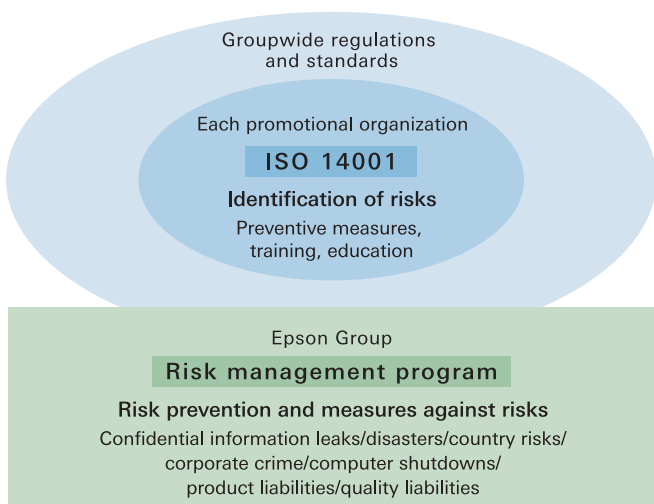 Groupwide regulations
and standards
Each promotional organization
ISO 14001
Identification of risks
Preventive measures,
training, education
Epson Group
Risk management program
Risk prevention and measures against risks
Confidential information leaks/disasters/country risks/
corporate crime/computer shutdowns/
product liabilities/quality liabilities